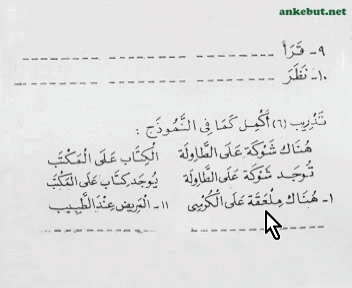 ankebut.net
٩- قَرَأَ
١٠- نَظَرَ
تَدْرِيب (٦) أَكْمِل كَمَا فِى النَّمُوذَج :
هُنَاكَ شَوْكَة عَلَى الطَّاوِلَة الْكِتَاب عَلَى الْمَكْتَب
تُوجَد شَوْكَة عَلَى الطَّاوِلَة يُوجَد كِتَاب عَلَى الْمَكْتَب
١- هُنَاكَ مِلْعَقَة عَلَى الْكُرْسِى ١١- الْمَرِيض عِنْدَ الطَّبِيب